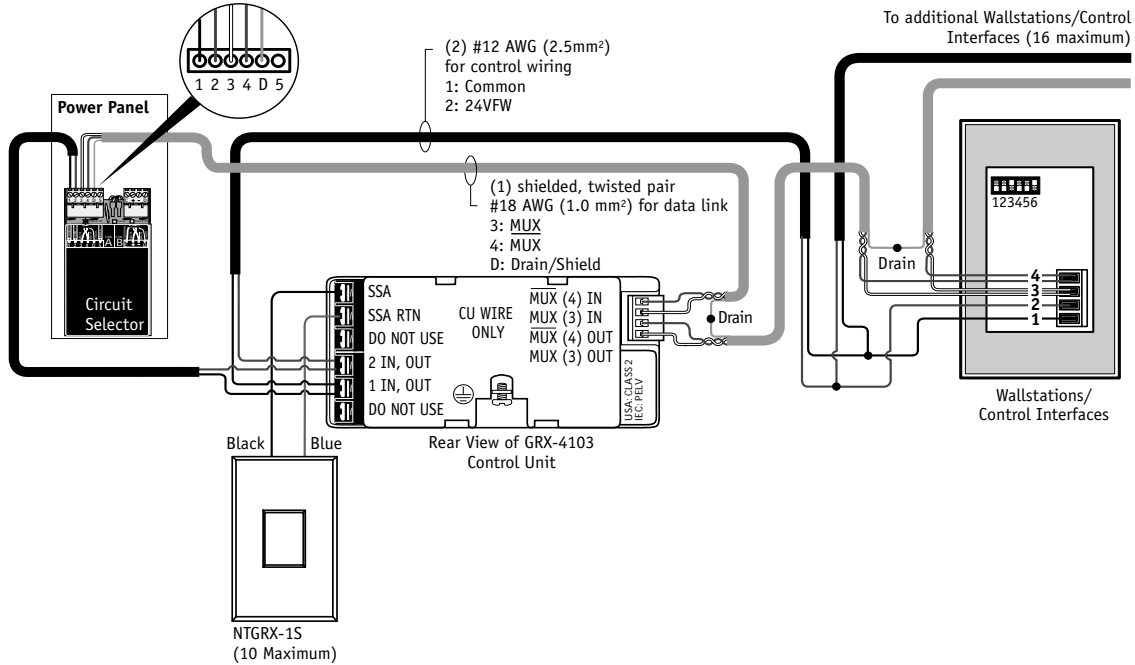 To additional Wallstations/Control
Interfaces (16 maximum)
(2) #12 AWG (2.5mm²)
for control wiring
1: Common
2: 24VFW
1 2 3 4 D 5
Power Panel
A B
Circuit
Selector
(1) shielded, twisted pair
#18 AWG (1.0 mm²) for data link
3: MUX
4: M̅U̅X̅
D: Drain/Shield
123456
Drain
4
3
2
1
Wallstations/
Control Interfaces
SSA
SSA RTN
DO NOT USE
2 IN, OUT
1 IN, OUT
DO NOT USE
CU WIRE
ONLY
M̅U̅X̅ (4) IN
MUX (3) IN
M̅U̅X̅ (4) OUT
MUX (3) OUT
Drain
USA: CLASS 2
IEC: PELV
Rear View of GRX-4103
Control Unit
Black
Blue
NTGRX-1S
(10 Maximum)